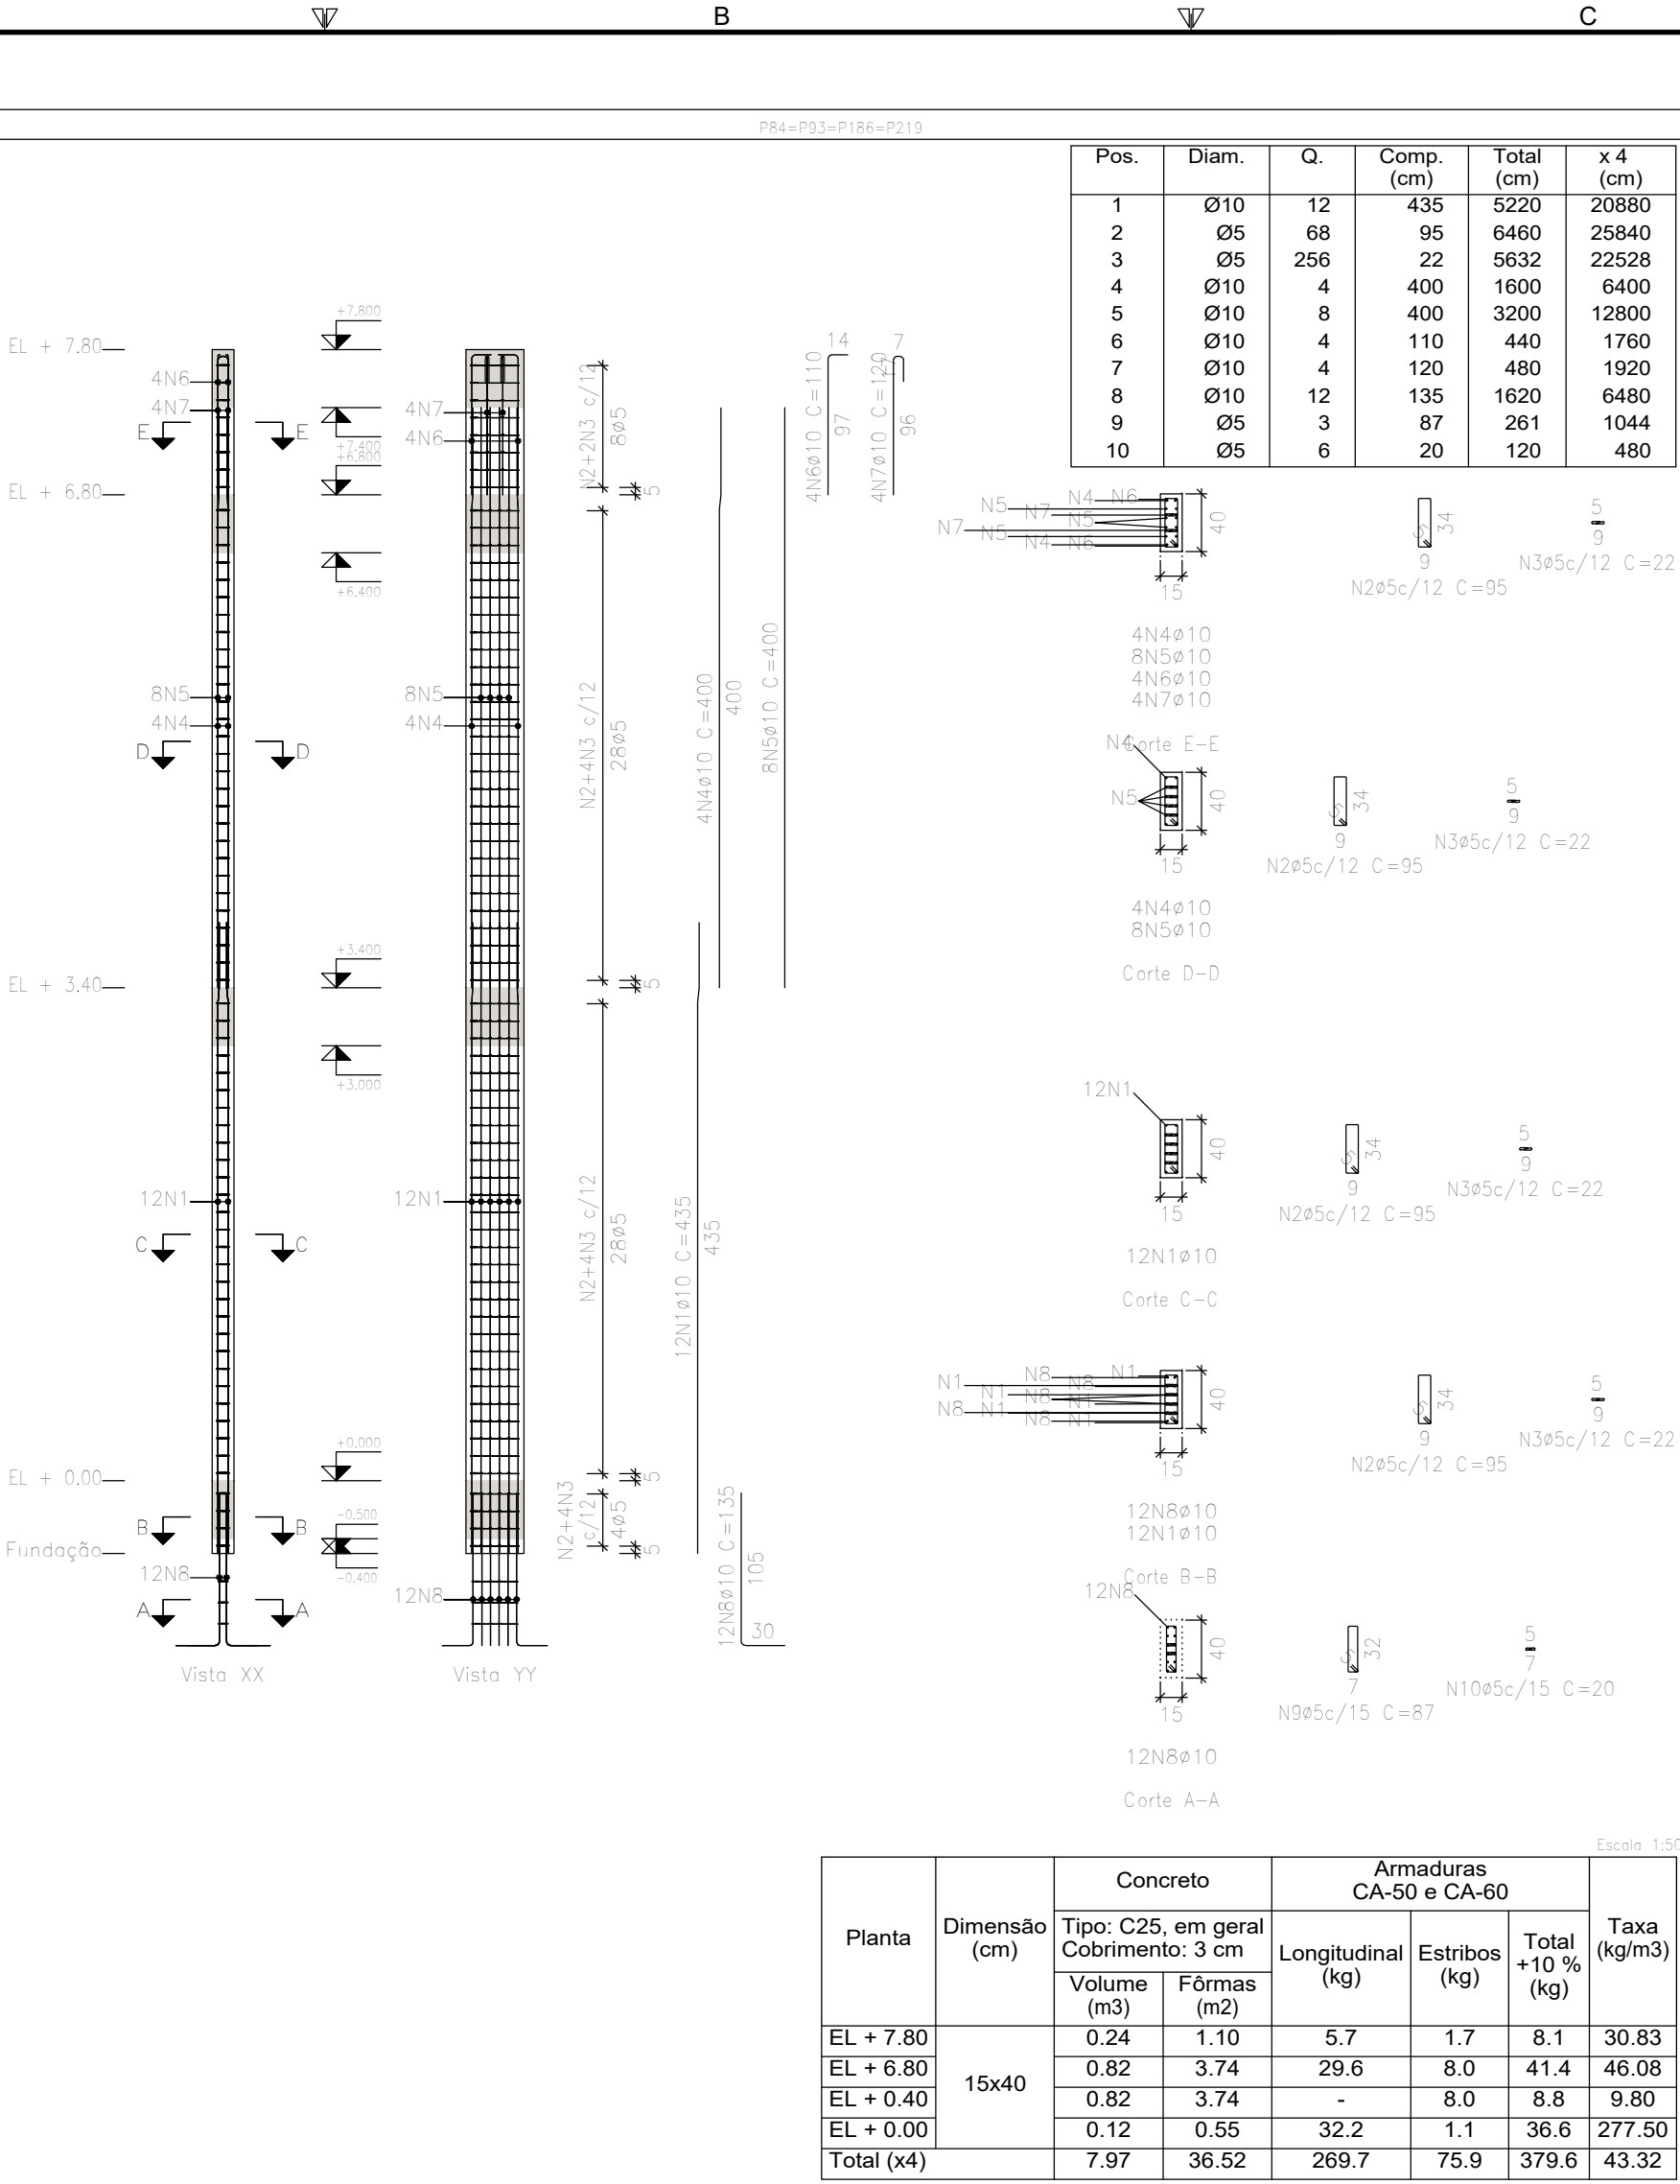 B
C
P84=P93=P186=P219
Pos. Diam. Q. Comp. (cm) Total (cm) x 4 (cm)
1 Ø10 12 435 5220 20880
2 Ø5 68 95 6460 25840
3 Ø5 256 22 5632 22528
4 Ø10 4 400 1600 6400
5 Ø10 8 400 3200 12800
6 Ø10 4 110 440 1760
7 Ø10 4 120 480 1920
8 Ø10 12 135 1620 6480
9 Ø5 3 87 261 1044
10 Ø5 6 20 120 480
EL + 7.80
4N6
4N7
E E
EL + 6.80
8N5
4N4
D D
EL + 3.40
12N1
C C
EL + 0.00
B B
Fundação
12N8
A A
Vista XX
+7.800
+7.400
+6.800
+6.400
+3.400
+3.000
+0.000
-0.500
-0.400
4N7
4N6
8N5
4N4
12N1
12N8
Vista YY
N2+2N3 c/12
8ø5
5
N2+4N3 c/12
28ø5
5
N2+4N3 c/12
28ø5
5
N2+4N3
c/12
4ø5
5
4N6ø10 C=110
97
14
4N7ø10 C=120
96
7
4N4ø10 C=400
400
8N5ø10 C=400
12N1ø10 C=435
435
12N8ø10 C=135
105
30
N5 N4 N6
N7 N7 N5
N5 N4 N6
40
15
34
9
N2ø5c/12 C=95
5
9
N3ø5c/12 C=22
4N4ø10
8N5ø10
4N6ø10
4N7ø10
Corte E-E
N4
N5
40
15
34
9
N2ø5c/12 C=95
5
9
N3ø5c/12 C=22
4N4ø10
8N5ø10
Corte D-D
12N1
40
15
34
9
N2ø5c/12 C=95
5
9
N3ø5c/12 C=22
12N1ø10
Corte C-C
N1 N8 N1
N1 N8 N8
N8 N1 N8 N1
40
15
34
9
N2ø5c/12 C=95
5
9
N3ø5c/12 C=22
12N8ø10
12N1ø10
Corte B-B
12N8
40
15
32
7
N9ø5c/15 C=87
5
7
N10ø5c/15 C=20
12N8ø10
Corte A-A
Escala 1:50
Planta
Dimensão (cm)
Concreto
Tipo: C25, em geral
Cobrimento: 3 cm
Volume (m3)
Fôrmas (m2)
Armaduras
CA-50 e CA-60
Longitudinal (kg)
Estribos (kg)
Total +10 % (kg)
Taxa (kg/m3)
EL + 7.80 15x40 0.24 1.10 5.7 1.7 8.1 30.83
EL + 6.80 0.82 3.74 29.6 8.0 41.4 46.08
EL + 0.40 0.82 3.74 - 8.0 8.8 9.80
EL + 0.00 0.12 0.55 32.2 1.1 36.6 277.50
Total (x4) 7.97 36.52 269.7 75.9 379.6 43.32